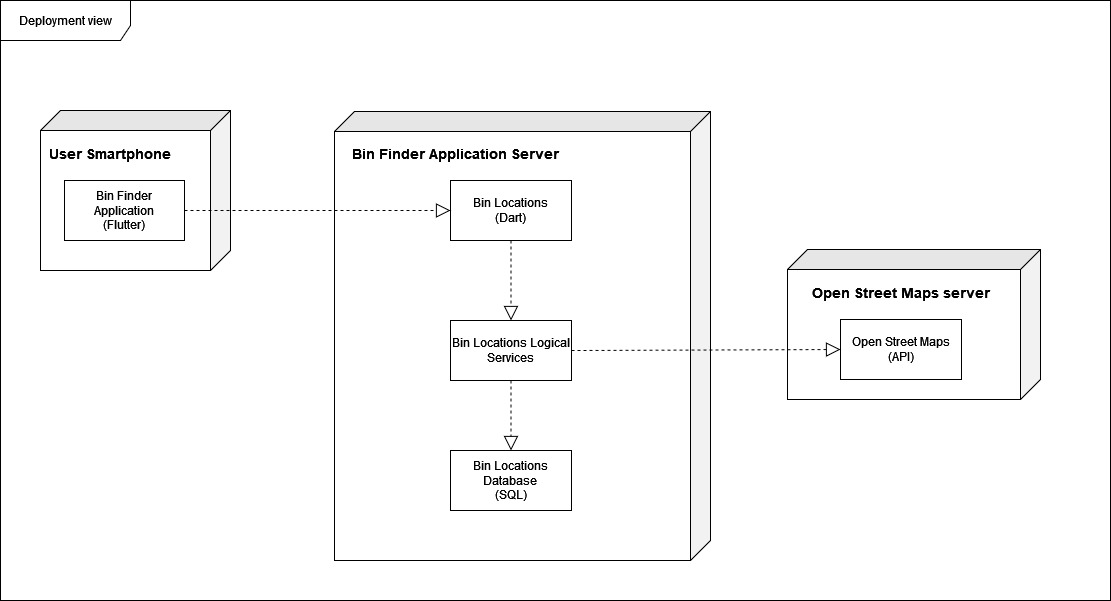 Deployment view
User Smartphone
Bin Finder
Application
(Flutter)
Bin Finder Application Server
Bin Locations
(Dart)
Bin Locations Logical
Services
Bin Locations
Database
(SQL)
Open Street Maps server
Open Street Maps
(API)